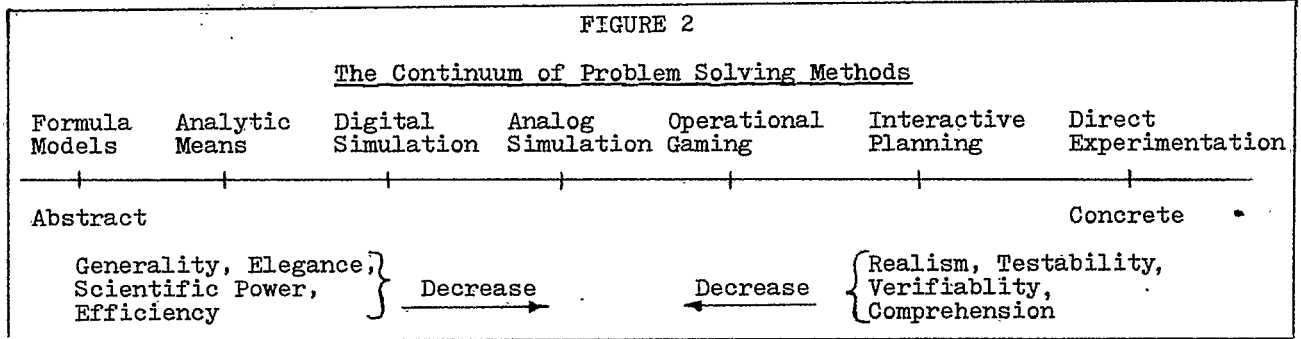 FIGURE 2
The Continuum of Problem Solving Methods
Formula Analytic Digital Analog Operational Interactive Direct
Models Means Simulation Simulation Gaming Planning Experimentation
Abstract Concrete
Generality, Elegance, Realism, Testability,
Scientific Power, Decrease Decrease Verifiablity,
Efficiency Comprehension